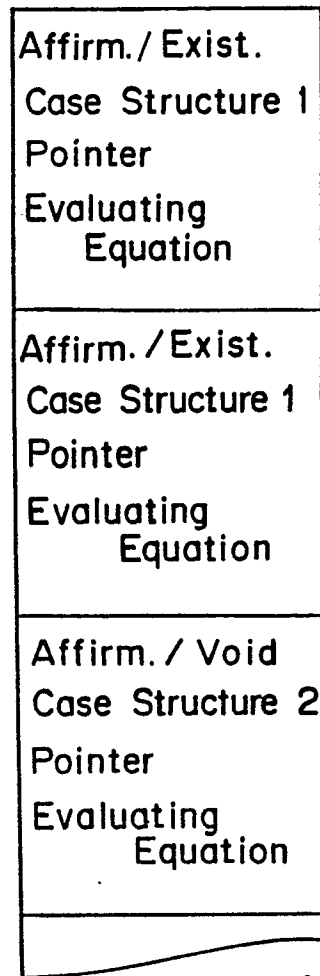 Affirm./Exist.
Case Structure 1
Pointer
Evaluating
Equation
Affirm./Exist.
Case Structure 1
Pointer
Evaluating
Equation
Affirm./Void
Case Structure 2
Pointer
Evaluating
Equation